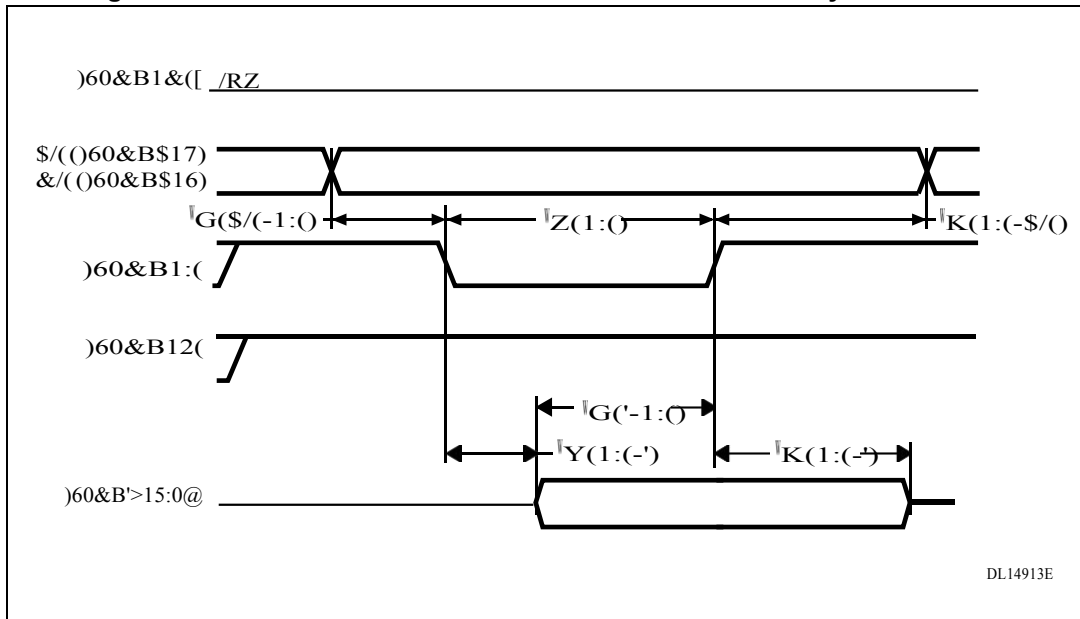 )60&B1&([ /RZ
$/(()60&B$17)
&/(()60&B$16)
G($/(-1:() Z(1:() K(1:(-$/()
)60&B1:(
)60&B12(
G('-1:()
Y(1:(-') K(1:(-')
)60&B'>15:0@
DL14913E